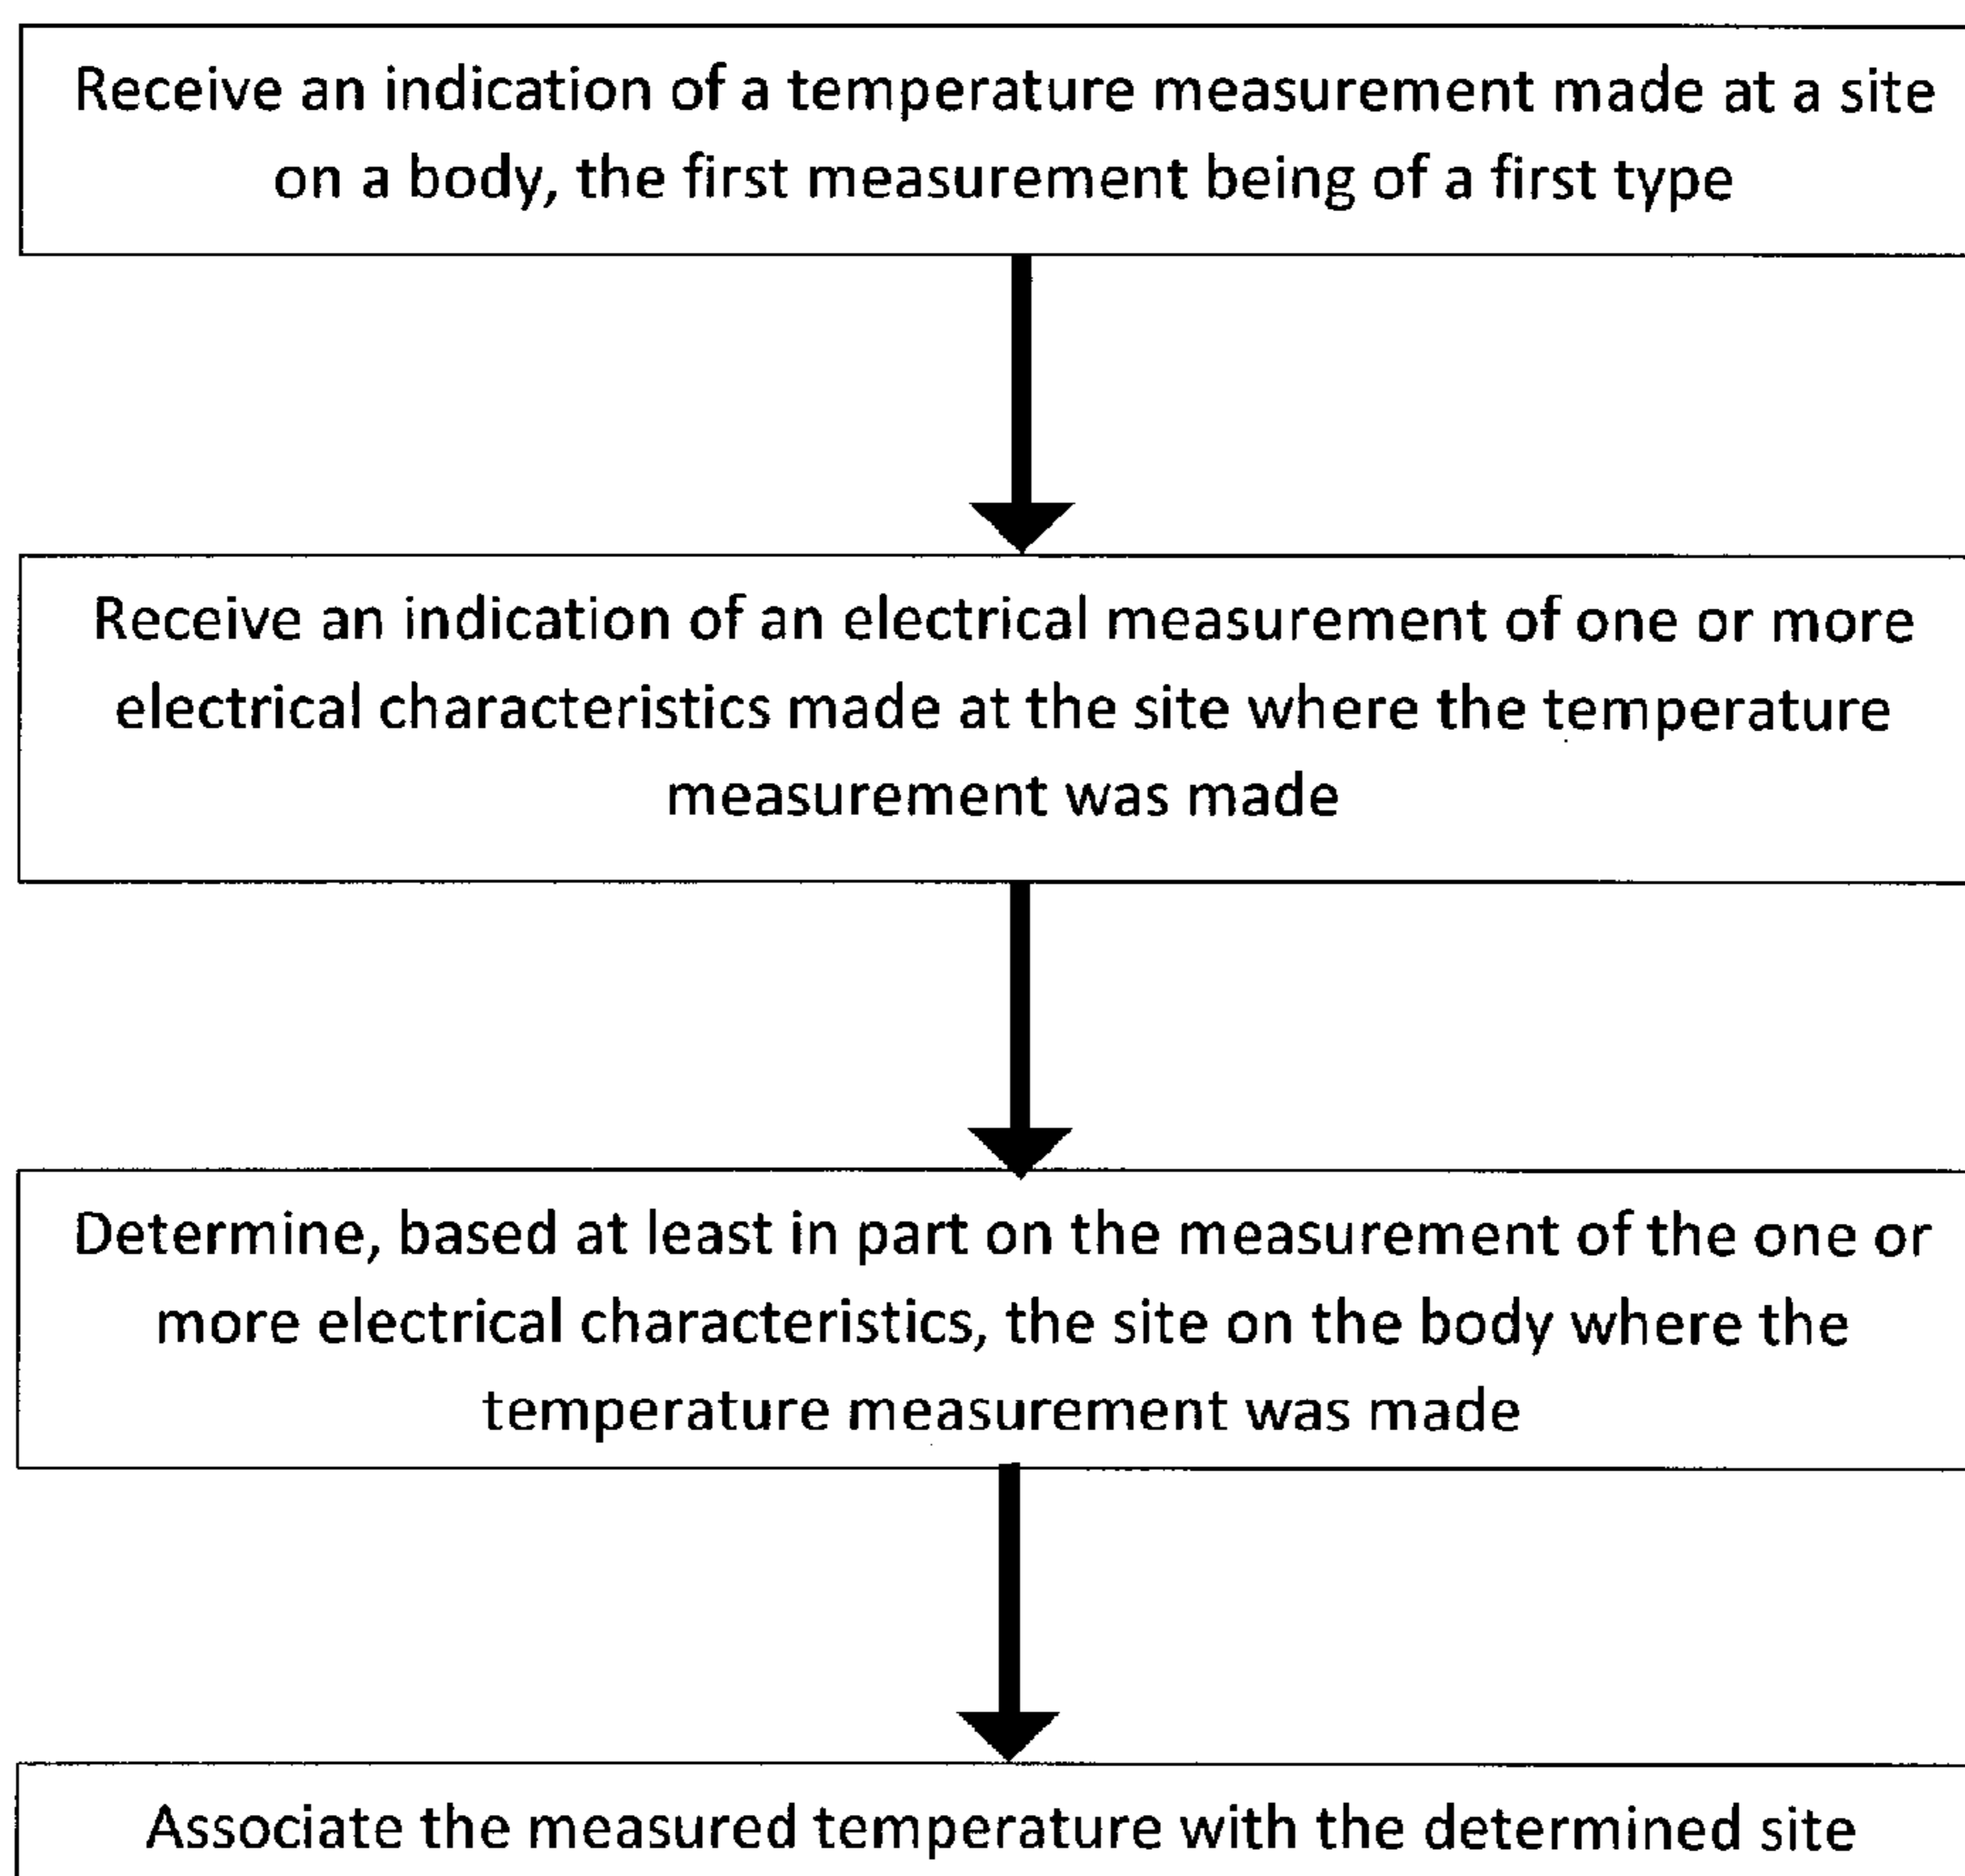 Receive an indication of a temperature measurement made at a site
on a body, the first measurement being of a first type
Receive an indication of an electrical measurement of one or more
electrical characteristics made at the site where the temperature
measurement was made
Determine, based at least in part on the measurement of the one or
more electrical characteristics, the site on the body where the
temperature measurement was made
Associate the measured temperature with the determined site